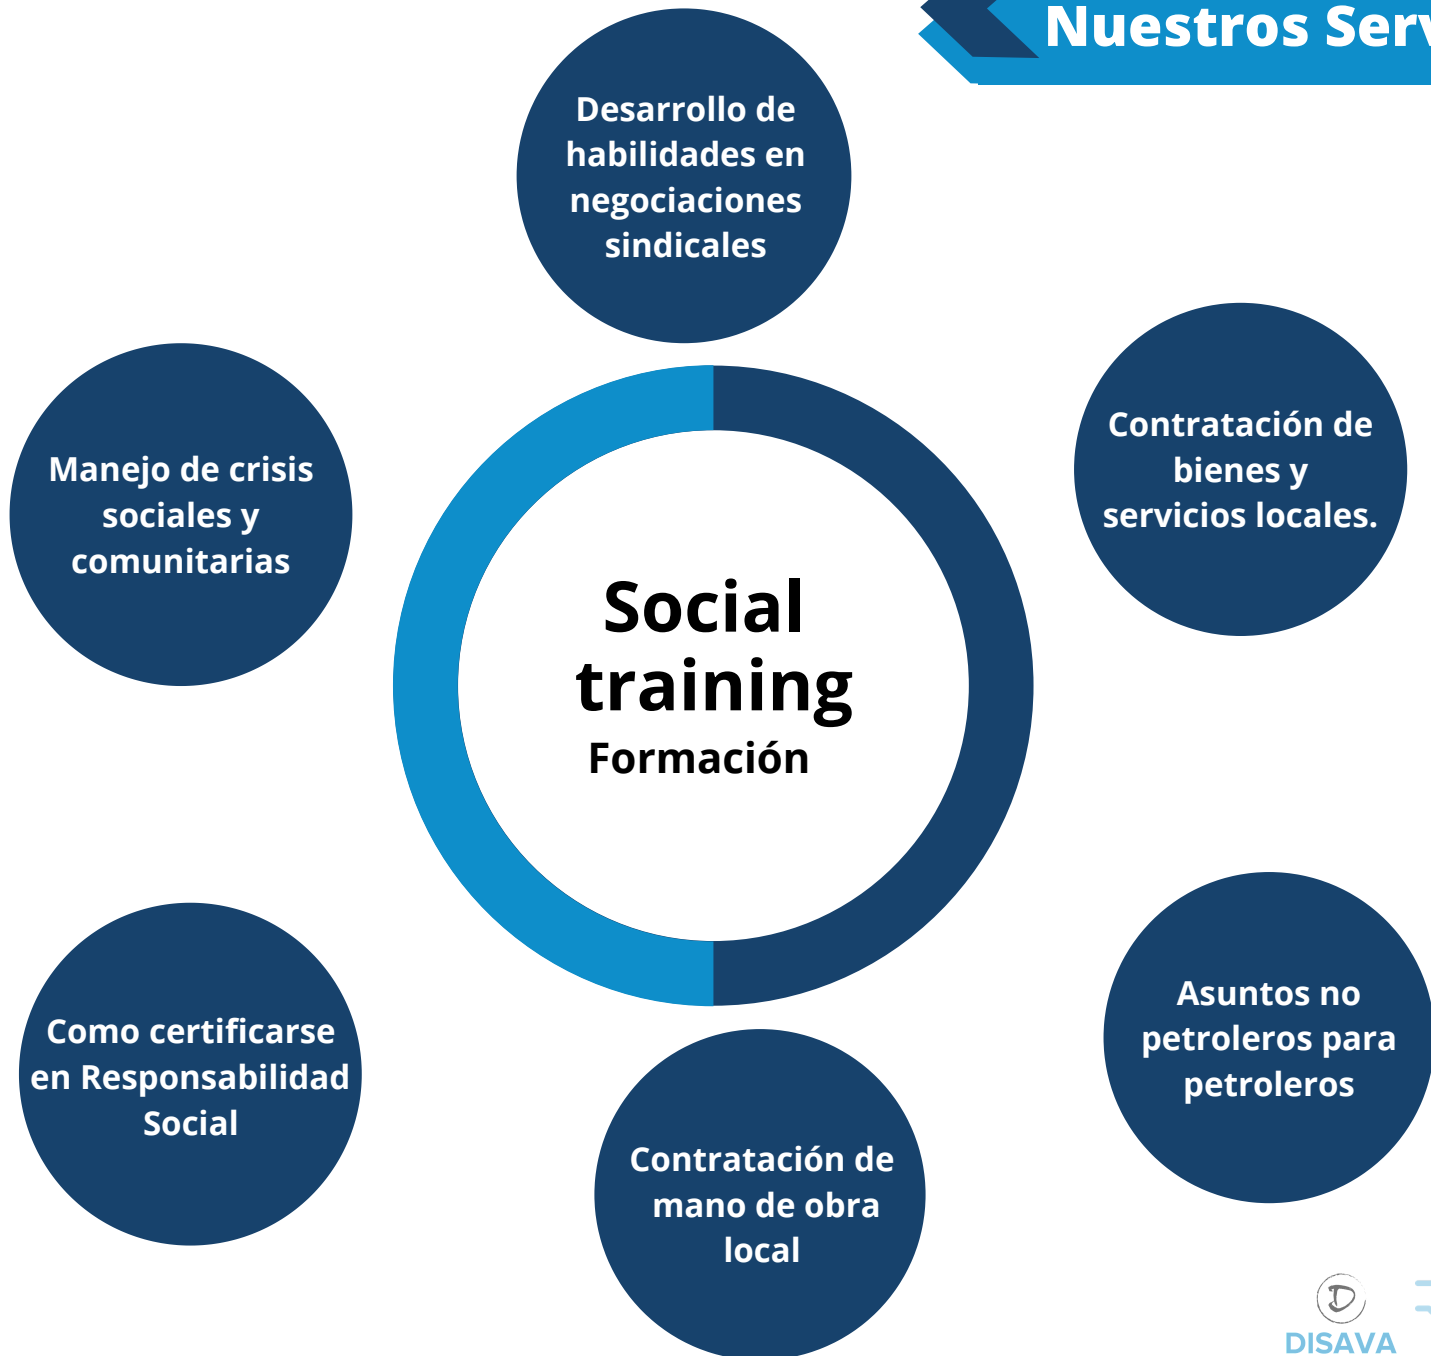 Nuestros Serv
Desarrollo de
habilidades en
negociaciones
sindicales
Contratación de
bienes y
servicios locales.
Manejo de crisis
sociales y
comunitarias
Social
training
Formación
Asuntos no
petroleros para
petroleros
Como certificarse
en Responsabilidad
Social
Contratación de
mano de obra
local
D
DISAVA